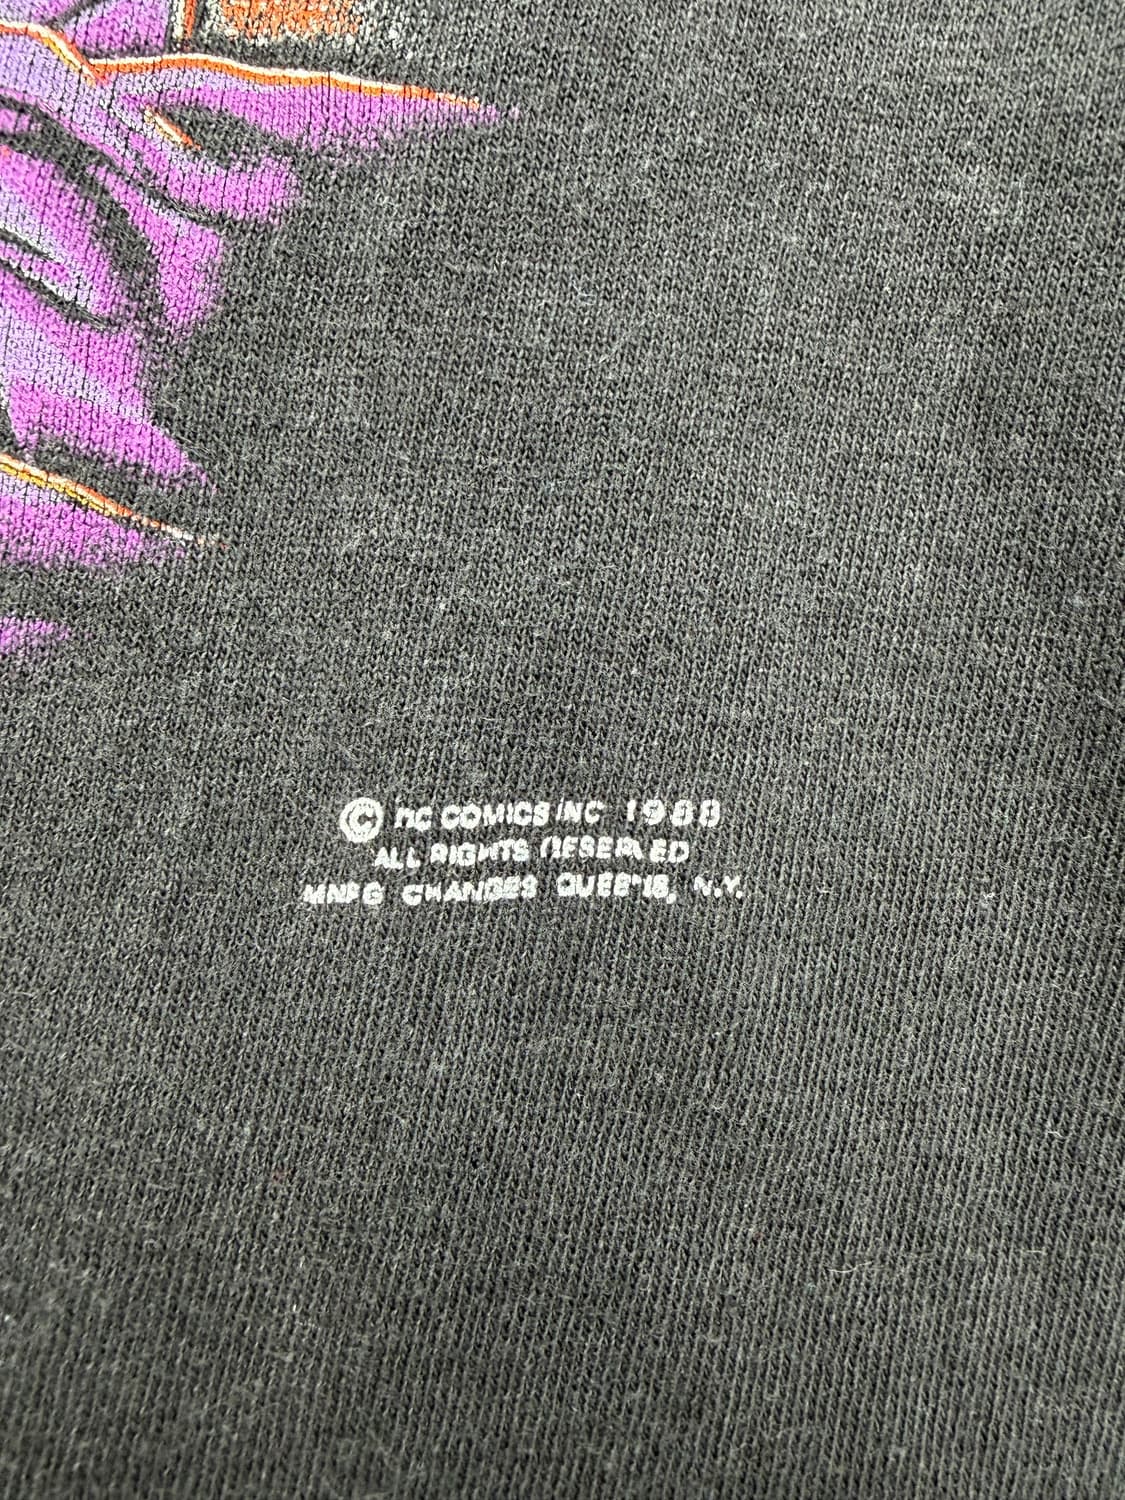 © DC COMICS INC 1988
ALL RIGHTS RESERVED
MNFG CHANGES QUEENS, N.Y.